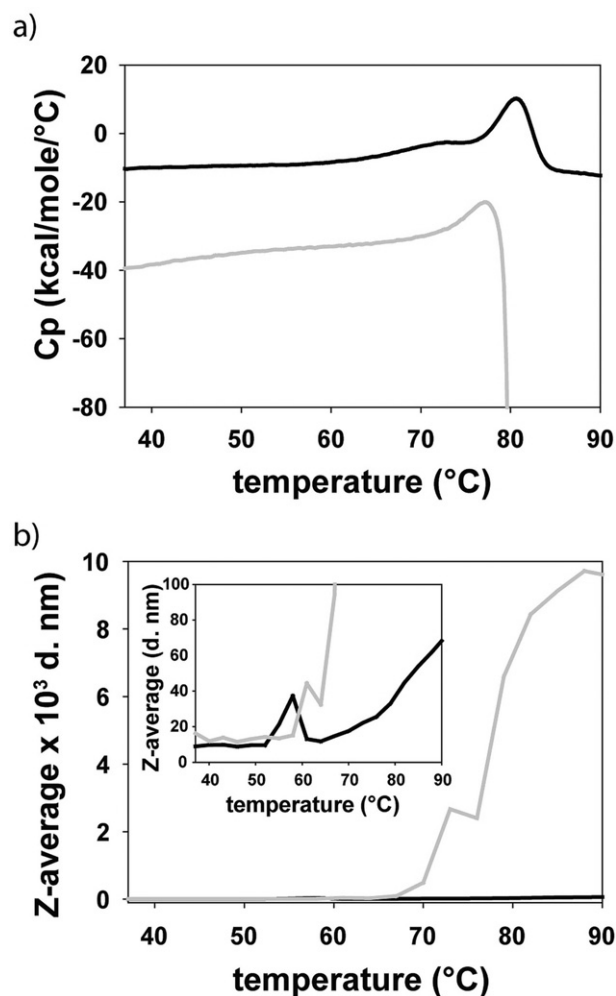 a)
20
0
-20
-40
-60
-80
Cp (kcal/mole/°C)
40 50 60 70 80 90
temperature (°C)
b)
10
8
6
4
2
0
Z-average x 10³ d. nm
100
80
60
40
20
0
Z-average (d. nm)
40 50 60 70 80 90
temperature (°C)
40 50 60 70 80 90
temperature (°C)